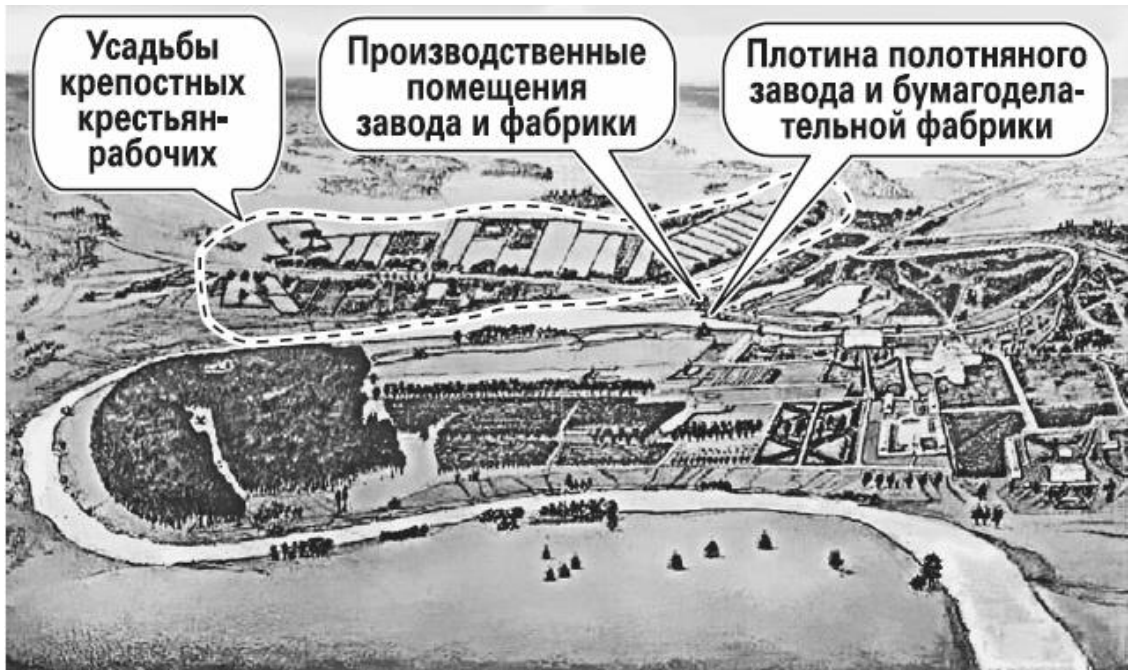 Усадьбы
крепостных
крестьян-
рабочих
Производственные
помещения
завода и фабрики
Плотина полотняного
завода и бумагодела-
тельной фабрики